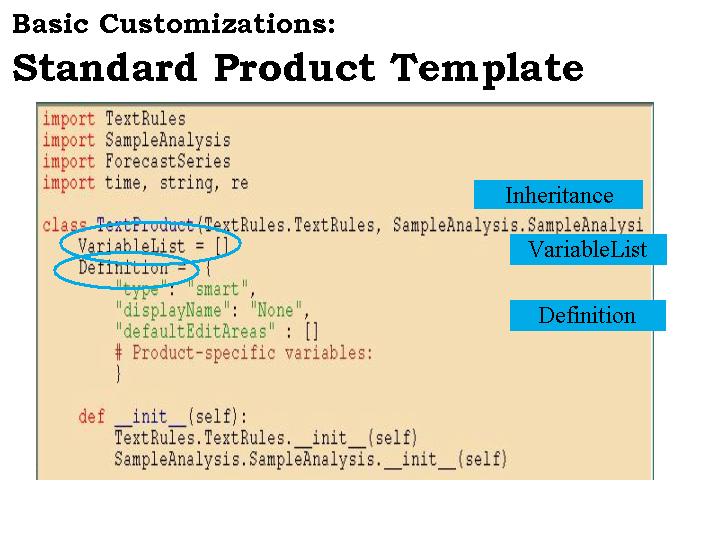 Basic Customizations:
Standard Product Template
import TextRules
import SampleAnalysis
import ForecastSeries
import time, string, re
Inheritance
class TextProduct(TextRules.TextRules, SampleAnalysis.SampleAnalysi
VariableList = []
VariableList
Definition = {
"type": "smart",
"displayName": "None",
Definition
"defaultEditAreas" : []
# Product-specific variables:
}
def __init__(self):
TextRules.TextRules.__init__(self)
SampleAnalysis.SampleAnalysis.__init__(self)